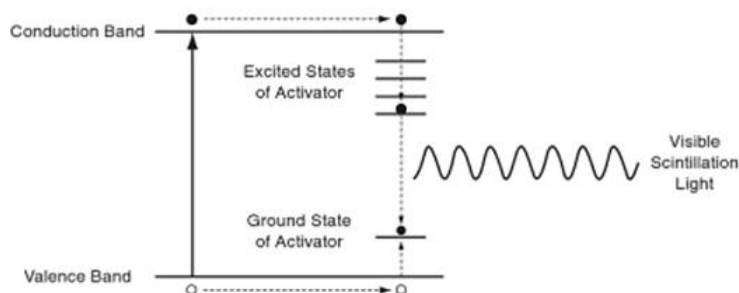 Conduction Band
Excited States
of Activator
Visible
Scintillation
Light
Ground State
of Activator
Valence Band